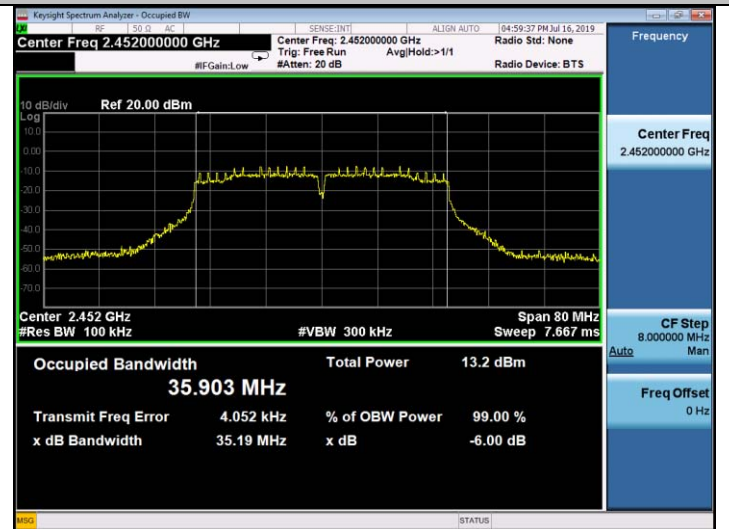 Keysight Spectrum Analyzer - Occupied BW
LXI RF 50 Ω AC SENSE:INT ALIGN AUTO 04:59:37 PM Jul 16, 2019
Center Freq 2.452000000 GHz
Center Freq: 2.452000000 GHz Radio Std: None
Trig: Free Run Avg|Hold:>1/1
#IFGain:Low #Atten: 20 dB Radio Device: BTS
10 dB/div Ref 20.00 dBm
Log
10.0
0.00
-10.0
-20.0
-30.0
-40.0
-50.0
-60.0
-70.0
Center 2.452 GHz Span 80 MHz
#Res BW 100 kHz #VBW 300 kHz Sweep 7.667 ms
Occupied Bandwidth Total Power 13.2 dBm
35.903 MHz
Transmit Freq Error 4.052 kHz % of OBW Power 99.00 %
x dB Bandwidth 35.19 MHz x dB -6.00 dB
MSG STATUS
Frequency
Center Freq
2.452000000 GHz
CF Step
8.000000 MHz
Auto Man
Freq Offset
0 Hz